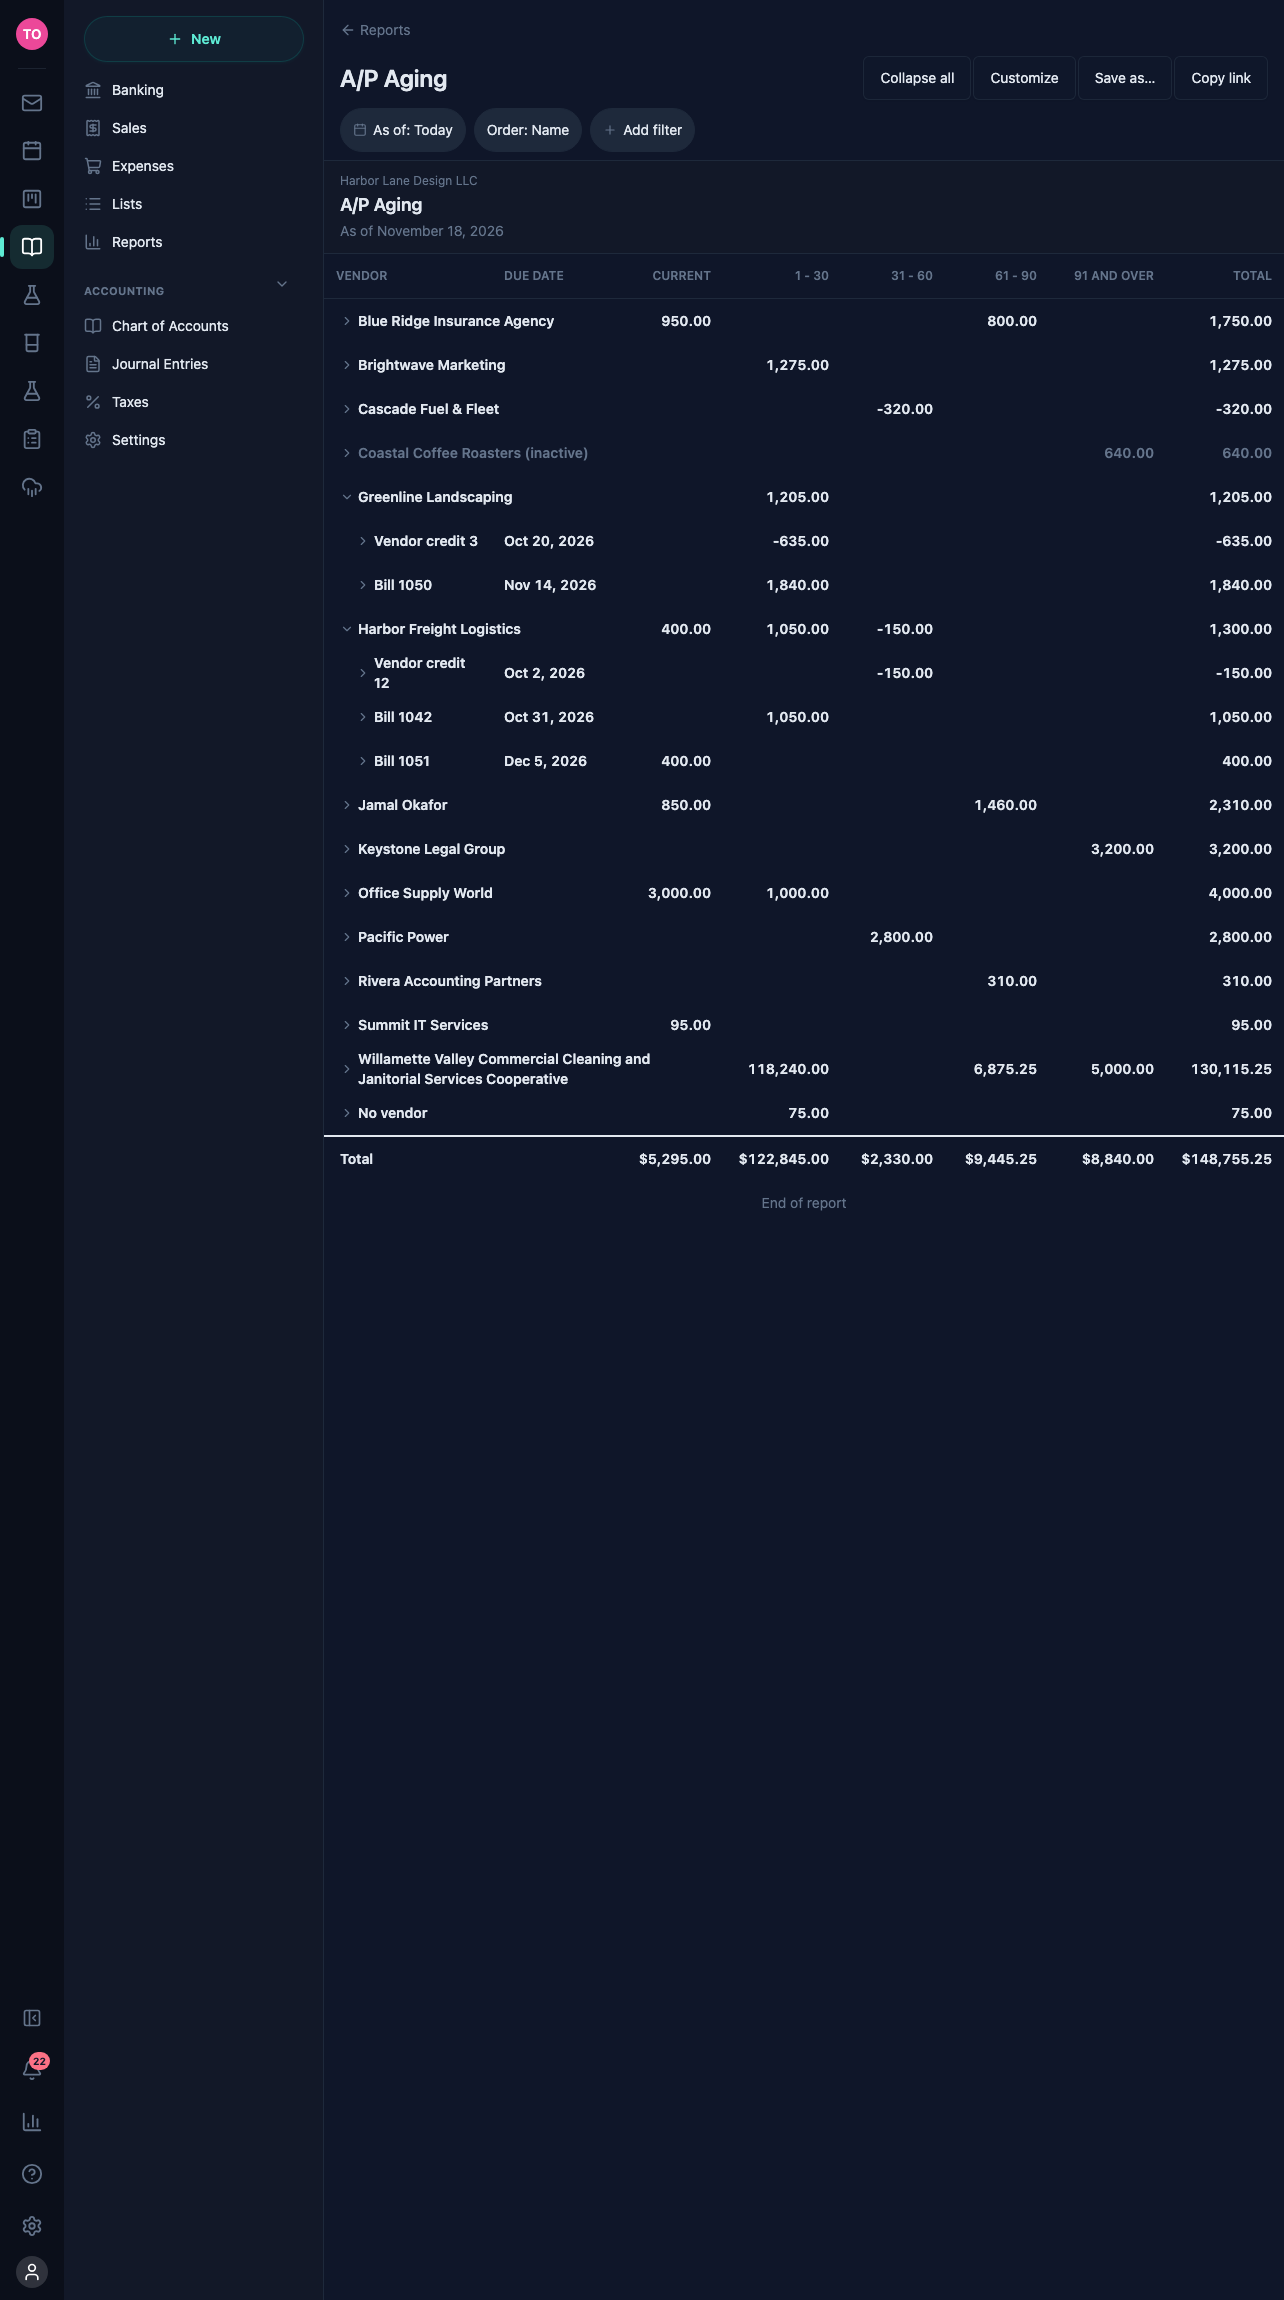 TO
New
Banking
Sales
Expenses
Lists
Reports
ACCOUNTING
Chart of Accounts
Journal Entries
Taxes
Settings
22
Reports
A/P Aging
Collapse all
Customize
Save as...
Copy link
As of: Today
Order: Name
Add filter
Harbor Lane Design LLC
A/P Aging
As of November 18, 2026
VENDOR DUE DATE CURRENT 1 - 30 31 - 60 61 - 90 91 AND OVER TOTAL
Blue Ridge Insurance Agency 950.00 800.00 1,750.00
Brightwave Marketing 1,275.00 1,275.00
Cascade Fuel & Fleet -320.00 -320.00
Coastal Coffee Roasters (inactive) 640.00 640.00
Greenline Landscaping 1,205.00 1,205.00
Vendor credit 3 Oct 20, 2026 -635.00 -635.00
Bill 1050 Nov 14, 2026 1,840.00 1,840.00
Harbor Freight Logistics 400.00 1,050.00 -150.00 1,300.00
Vendor credit
12 Oct 2, 2026 -150.00 -150.00
Bill 1042 Oct 31, 2026 1,050.00 1,050.00
Bill 1051 Dec 5, 2026 400.00 400.00
Jamal Okafor 850.00 1,460.00 2,310.00
Keystone Legal Group 3,200.00 3,200.00
Office Supply World 3,000.00 1,000.00 4,000.00
Pacific Power 2,800.00 2,800.00
Rivera Accounting Partners 310.00 310.00
Summit IT Services 95.00 95.00
Willamette Valley Commercial Cleaning and
Janitorial Services Cooperative 118,240.00 6,875.25 5,000.00 130,115.25
No vendor 75.00 75.00
Total $5,295.00 $122,845.00 $2,330.00 $9,445.25 $8,840.00 $148,755.25
End of report